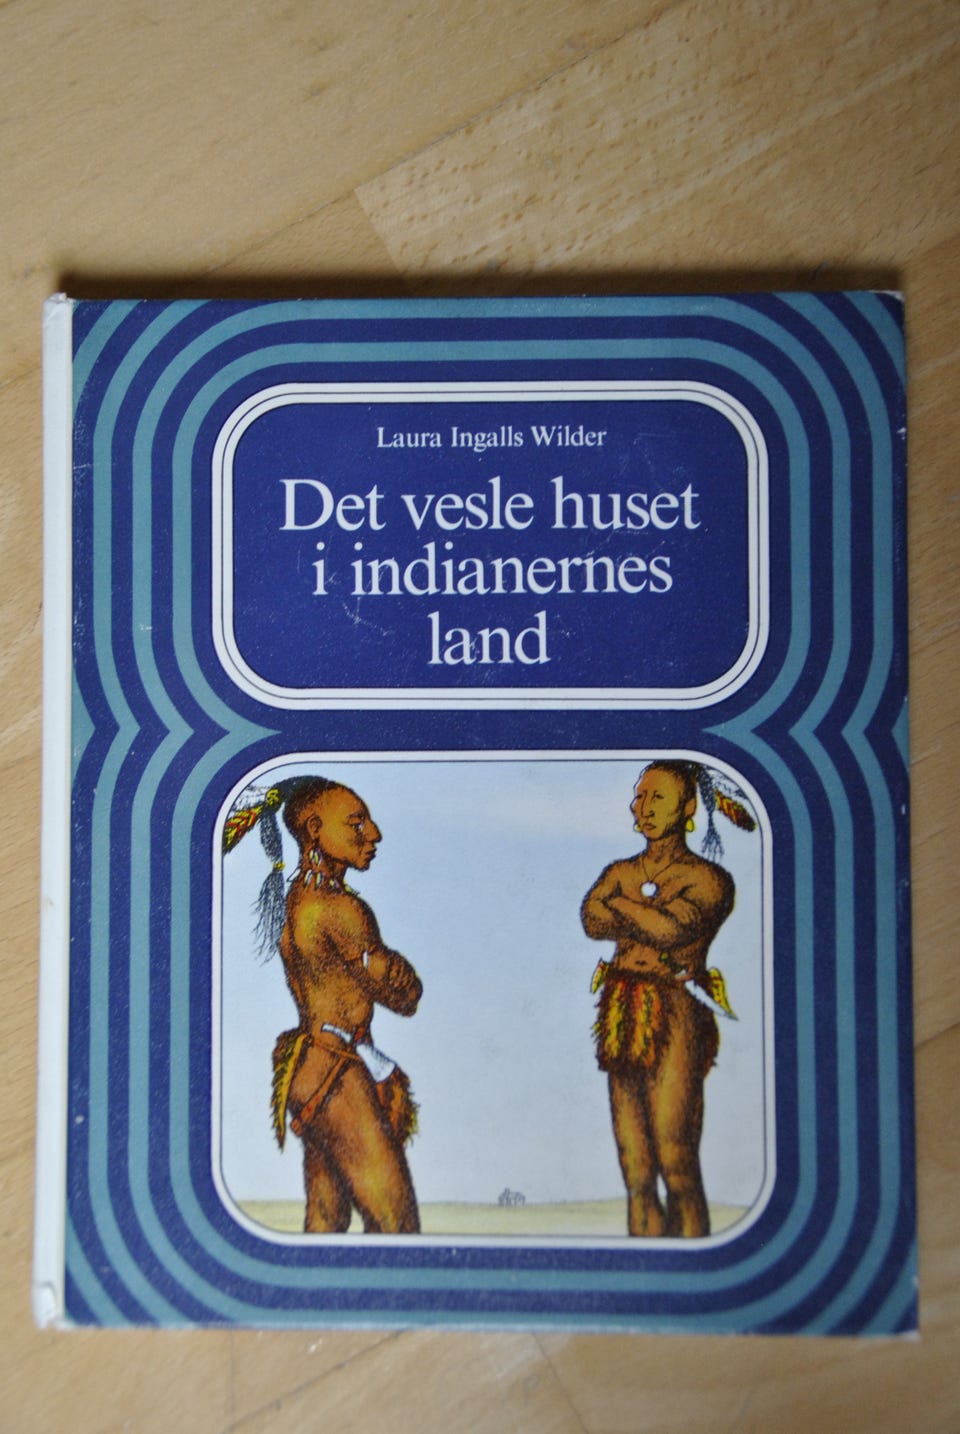 Laura Ingalls Wilder
Det vesle huset
i indianernes
land